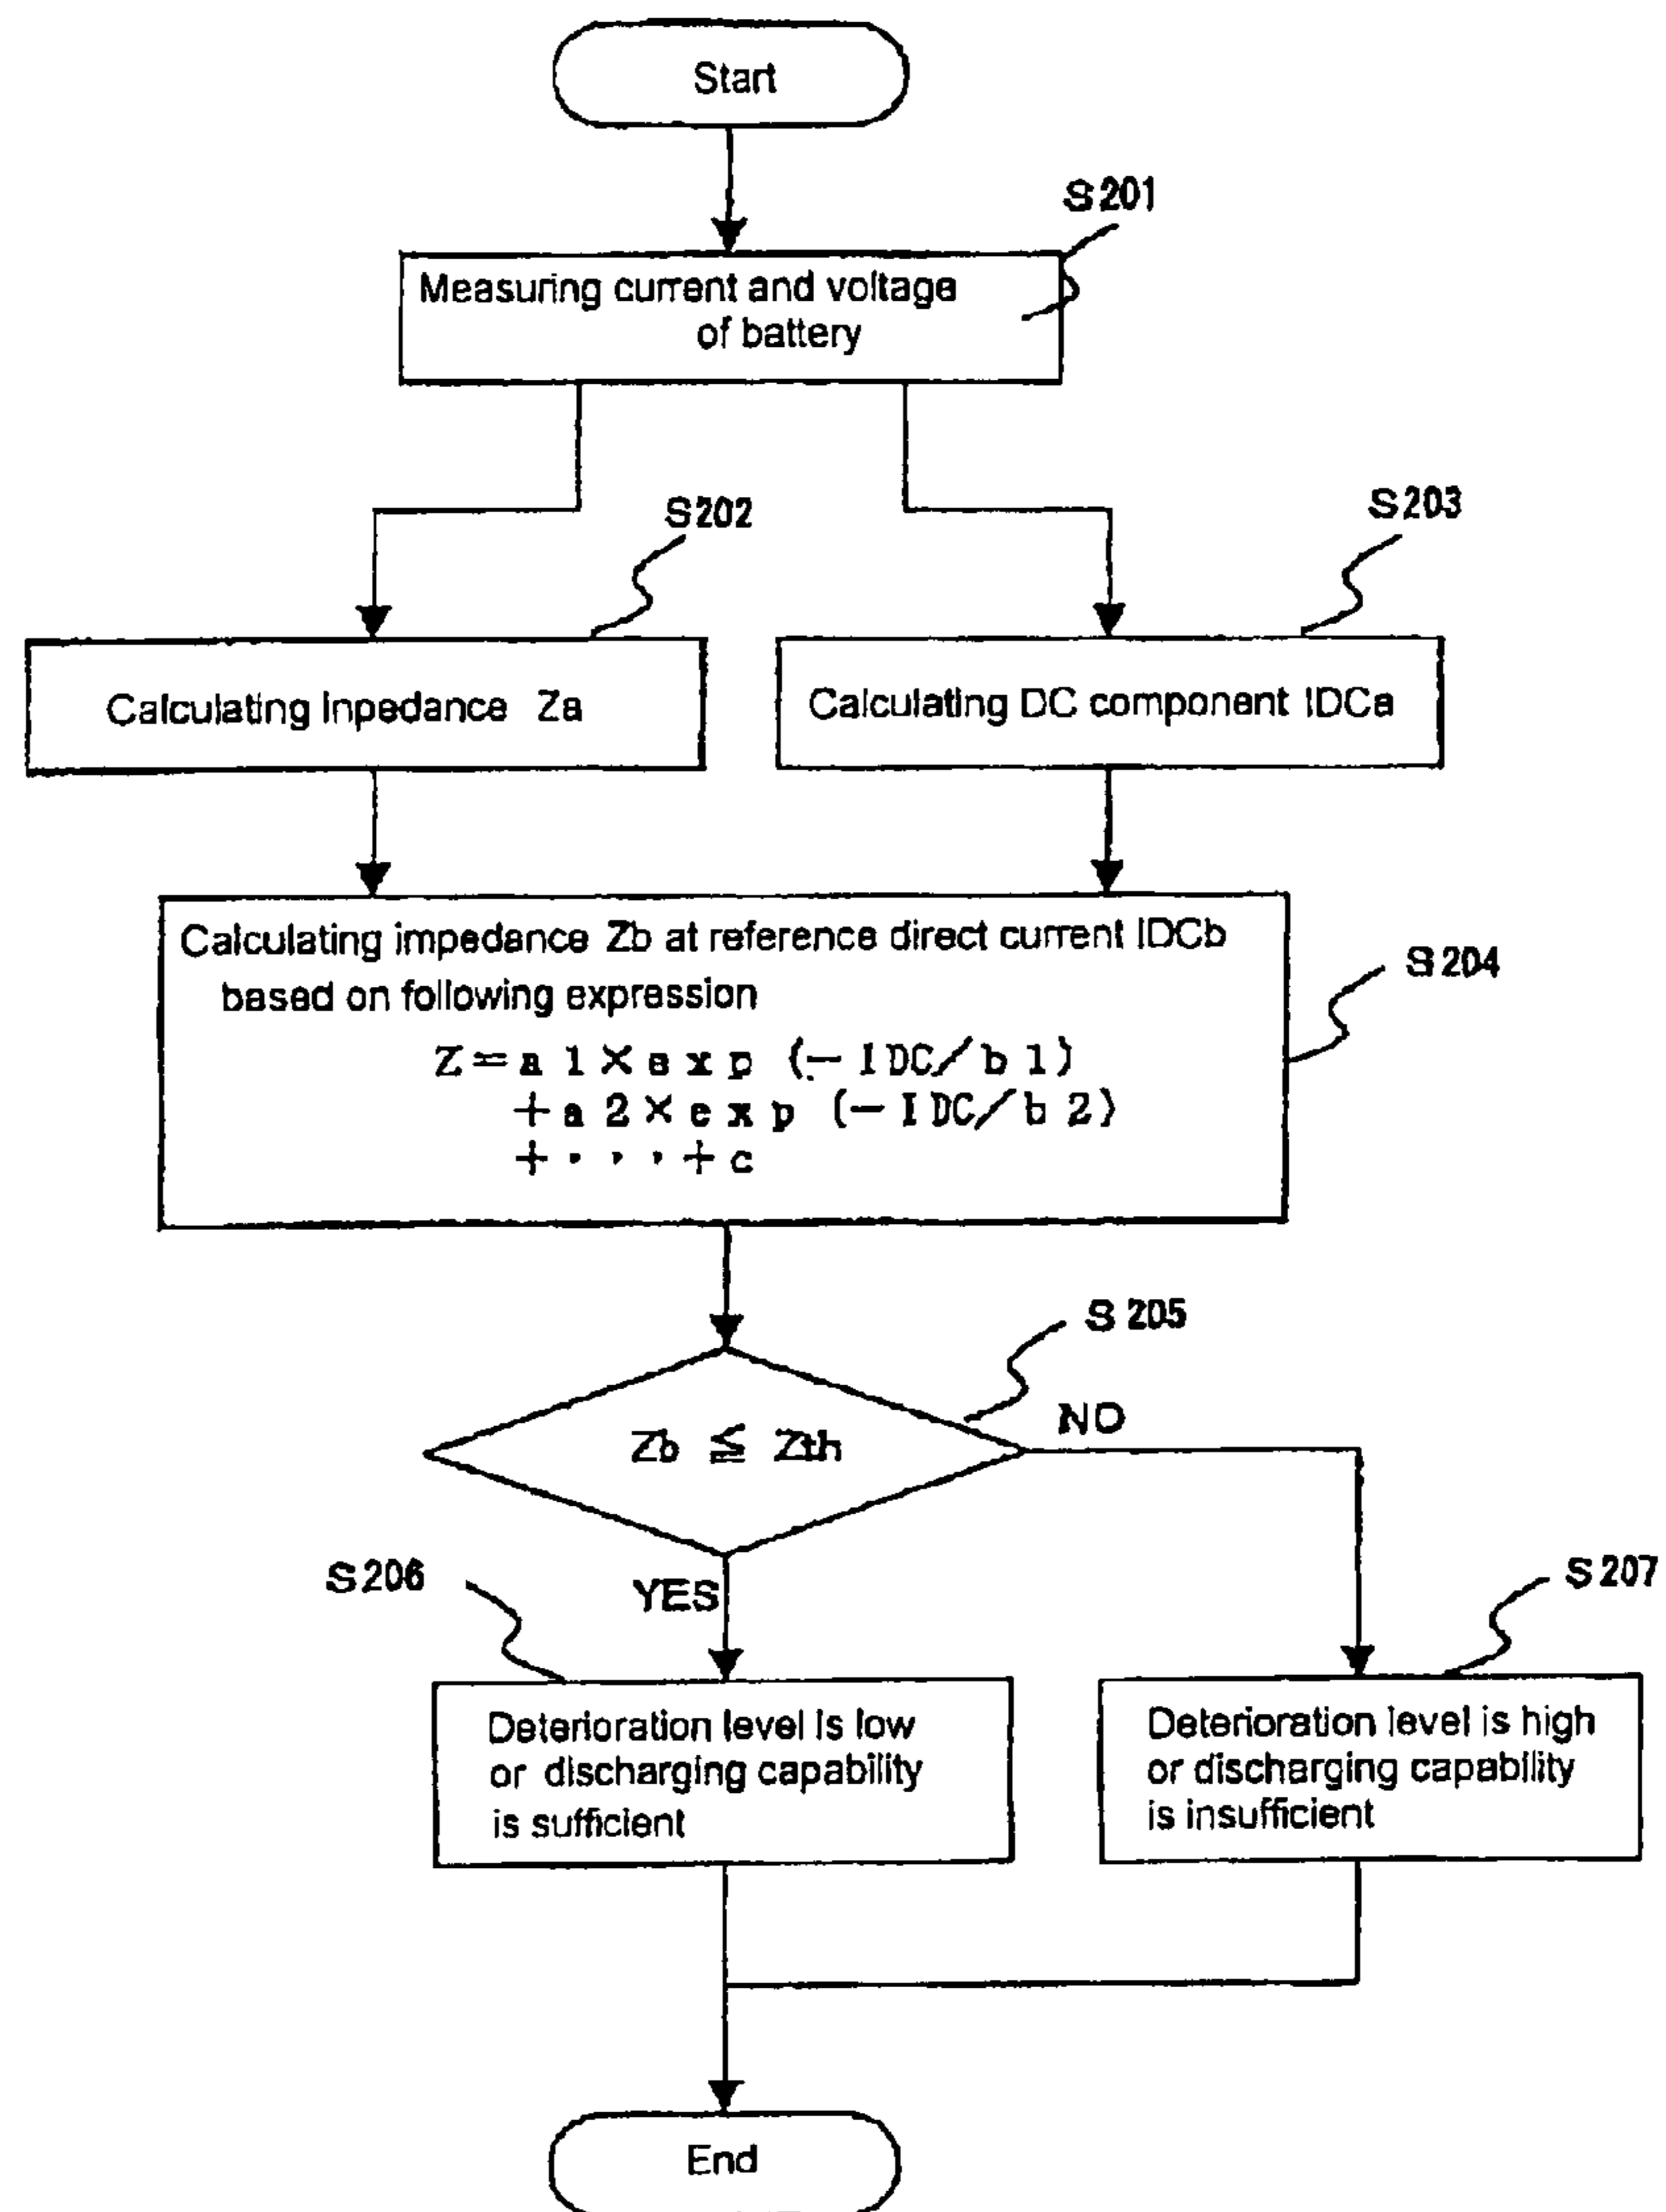 Start
S201
Measuring current and voltage
of battery
S202
S203
Calculating Inpedance Za
Calculating DC component IDCa
Calculating impedance Zb at reference direct current IDCb
based on following expression
Z=a1×exp (−IDC/b1)
+a2×exp (−IDC/b2)
+···+c
S204
S205
Zb ≦ Zth
NO
YES
S206
S207
Deterioration level is low
or discharging capability
is sufficient
Deterioration level is high
or discharging capability
is insufficient
End